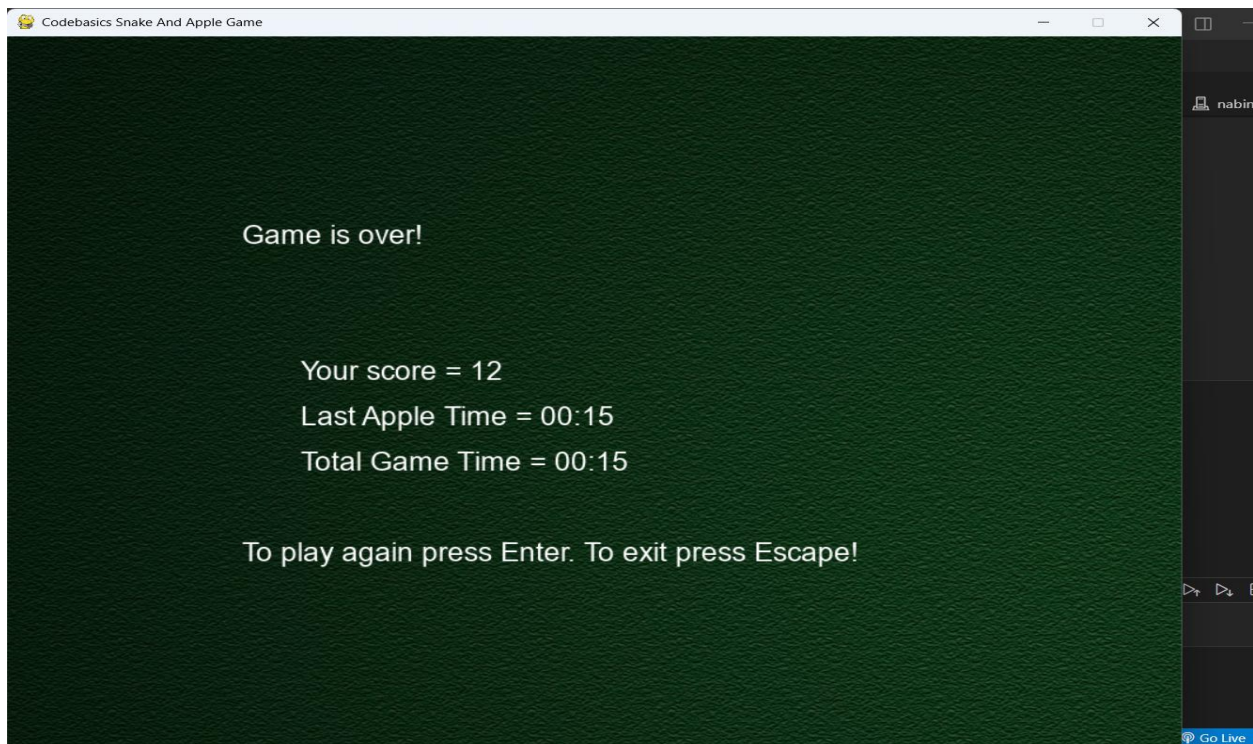 Codebasics Snake And Apple Game
nabin
Game is over!
Your score = 12
Last Apple Time = 00:15
Total Game Time = 00:15
To play again press Enter. To exit press Escape!
Go Live